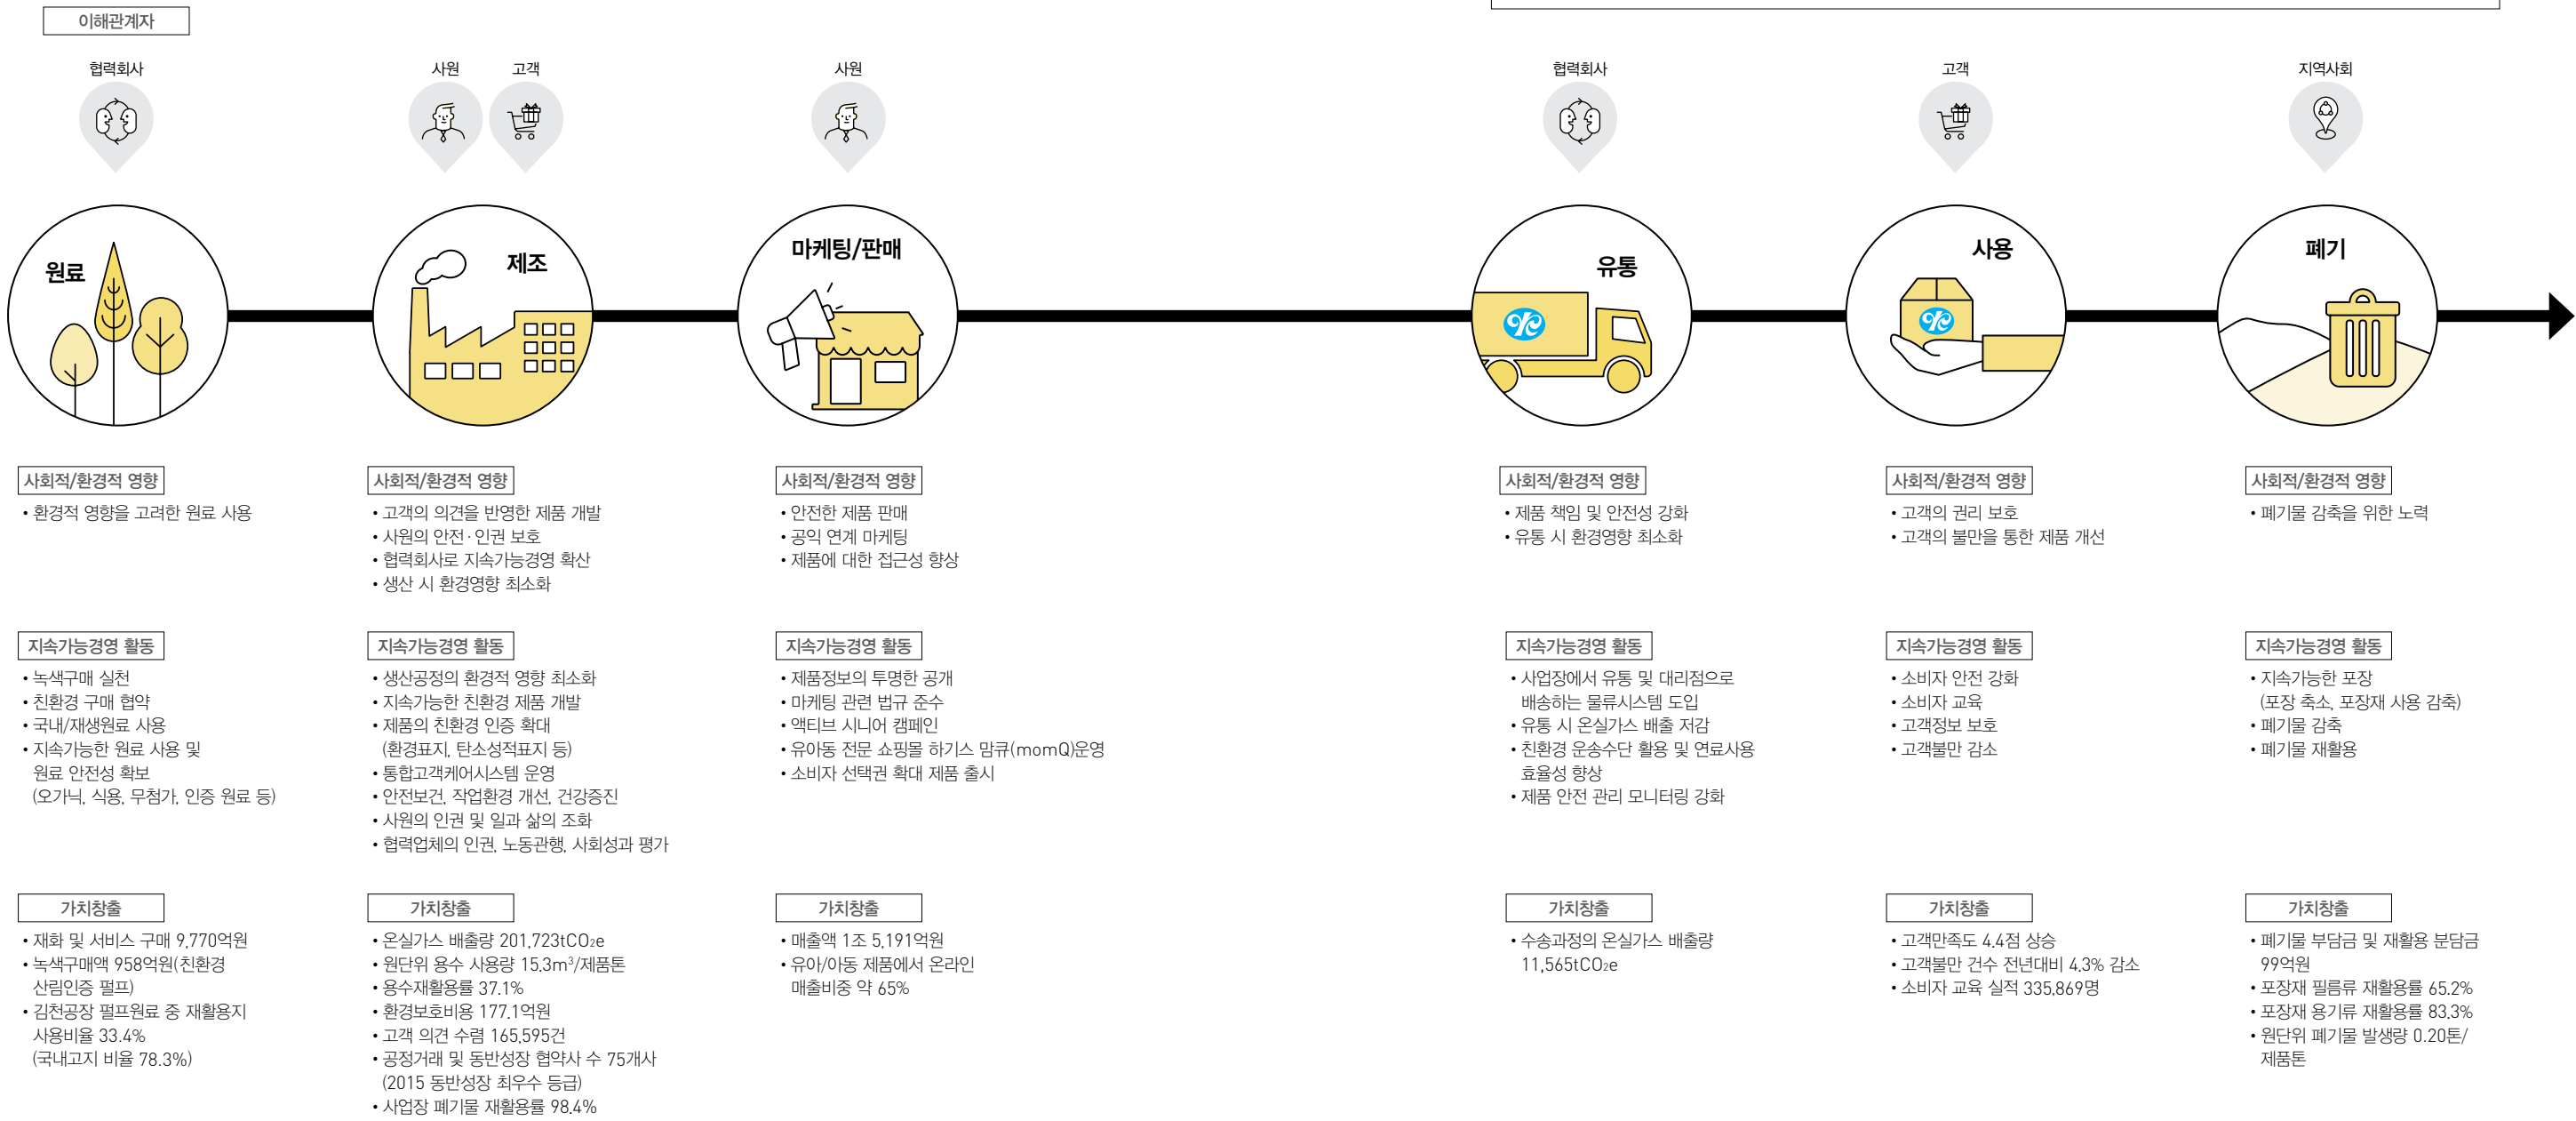 이해관계자
협력회사
사원
고객
사원
협력회사
고객
지역사회
원료
제조
마케팅/판매
유통
사용
폐기
사회적/환경적 영향
• 환경적 영향을 고려한 원료 사용
사회적/환경적 영향
• 고객의 의견을 반영한 제품 개발
• 사원의 안전·인권 보호
• 협력회사로 지속가능경영 확산
• 생산 시 환경영향 최소화
사회적/환경적 영향
• 안전한 제품 판매
• 공익 연계 마케팅
• 제품에 대한 접근성 향상
사회적/환경적 영향
• 제품 책임 및 안전성 강화
• 유통 시 환경영향 최소화
사회적/환경적 영향
• 고객의 권리 보호
• 고객의 불만을 통한 제품 개선
사회적/환경적 영향
• 폐기물 감축을 위한 노력
지속가능경영 활동
• 녹색구매 실천
• 친환경 구매 협약
• 국내/재생원료 사용
• 지속가능한 원료 사용 및
원료 안전성 확보
(오가닉, 식용, 무첨가, 인증 원료 등)
지속가능경영 활동
• 생산공정의 환경적 영향 최소화
• 지속가능한 친환경 제품 개발
• 제품의 친환경 인증 확대
(환경표지, 탄소성적표지 등)
• 통합고객케어시스템 운영
• 안전보건, 작업환경 개선, 건강증진
• 사원의 인권 및 일과 삶의 조화
• 협력업체의 인권, 노동관행, 사회성과 평가
지속가능경영 활동
• 제품정보의 투명한 공개
• 마케팅 관련 법규 준수
• 액티브 시니어 캠페인
• 유아동 전문 쇼핑몰 하기스 맘큐(momQ)운영
• 소비자 선택권 확대 제품 출시
지속가능경영 활동
• 사업장에서 유통 및 대리점으로
배송하는 물류시스템 도입
• 유통 시 온실가스 배출 저감
• 친환경 운송수단 활용 및 연료사용
효율성 향상
• 제품 안전 관리 모니터링 강화
지속가능경영 활동
• 소비자 안전 강화
• 소비자 교육
• 고객정보 보호
• 고객불만 감소
지속가능경영 활동
• 지속가능한 포장
(포장 축소, 포장재 사용 감축)
• 폐기물 감축
• 폐기물 재활용
가치창출
• 재화 및 서비스 구매 9,770억원
• 녹색구매액 958억원(친환경
산림인증 펄프)
• 김천공장 펄프원료 중 재활용지
사용비율 33.4%
(국내고지 비율 78.3%)
가치창출
• 온실가스 배출량 201,723tCO₂e
• 원단위 용수 사용량 15.3m³/제품톤
• 용수재활용률 37.1%
• 환경보호비용 177.1억원
• 고객 의견 수렴 165,595건
• 공정거래 및 동반성장 협약사 수 75개사
(2015 동반성장 최우수 등급)
• 사업장 폐기물 재활용률 98.4%
가치창출
• 매출액 1조 5,191억원
• 유아/아동 제품에서 온라인
매출비중 약 65%
가치창출
• 수송과정의 온실가스 배출량
11,565tCO₂e
가치창출
• 고객만족도 4.4점 상승
• 고객불만 건수 전년대비 4.3% 감소
• 소비자 교육 실적 335,869명
가치창출
• 폐기물 부담금 및 재활용 분담금
99억원
• 포장재 필름류 재활용률 65.2%
• 포장재 용기류 재활용률 83.3%
• 원단위 폐기물 발생량 0.20톤/
제품톤